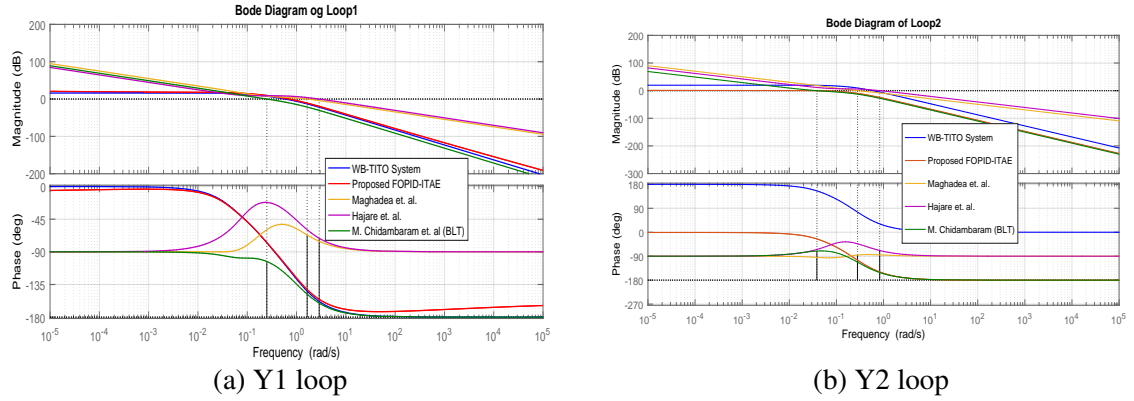 Bode Diagram og Loop1
Magnitude (dB)
200
100
0
-100
-200
Phase (deg)
0
-45
-90
-135
-180
WB-TITO System
Proposed FOPID-ITAE
Maghadea et. al.
Hajare et. al.
M. Chidambaram et. al (BLT)
10^-5
10^-4
10^-3
10^-2
10^-1
10^0
10^1
10^2
10^3
10^4
10^5
Frequency (rad/s)
(a) Y1 loop
Bode Diagram of Loop2
Magnitude (dB)
200
100
0
-100
-200
-300
Phase (deg)
180
90
0
-90
-180
-270
WB-TITO System
Proposed FOPID-ITAE
Maghadea et. al.
Hajare et. al.
M. Chidambaram et. al (BLT)
10^-5
10^-4
10^-3
10^-2
10^-1
10^0
10^1
10^2
10^3
10^4
10^5
Frequency (rad/s)
(b) Y2 loop